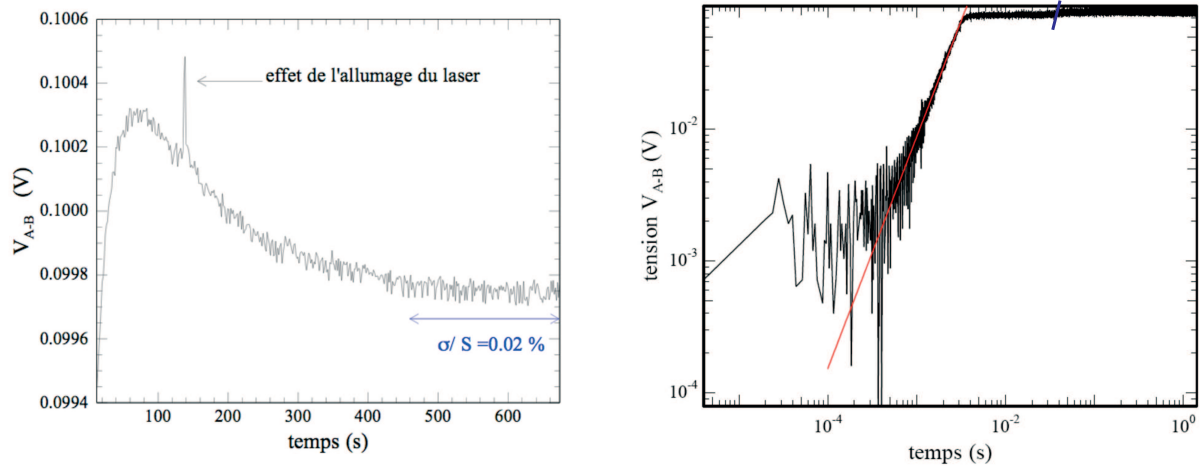 0.1006
0.1004
0.1002
0.1000
0.0998
0.0996
0.0994
V_{A-B} (V)
effet de l'allumage du laser
σ/ S =0.02 %
100 200 300 400 500 600
temps (s)
10^{-2}
10^{-3}
10^{-4}
tension V_{A-B} (V)
10^{-4} 10^{-2} 10^{0}
temps (s)